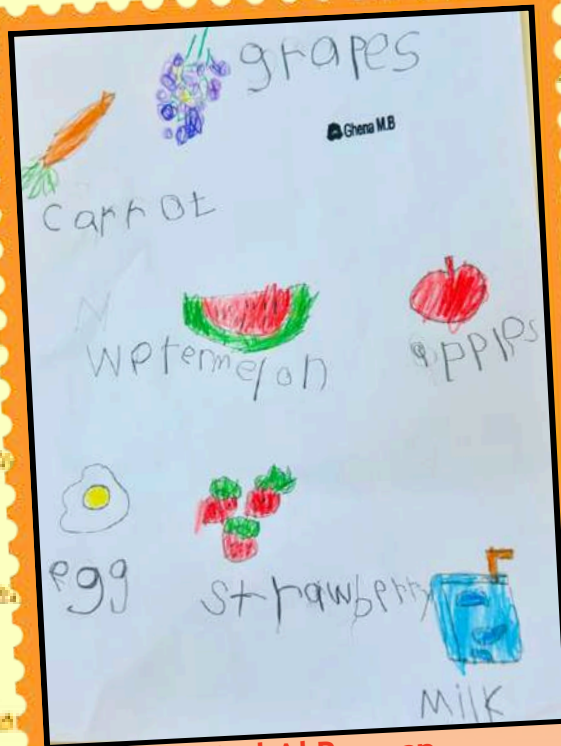 grapes
Ghena M.B
carrot
wetermelon
apples
egg
strawberry
milk